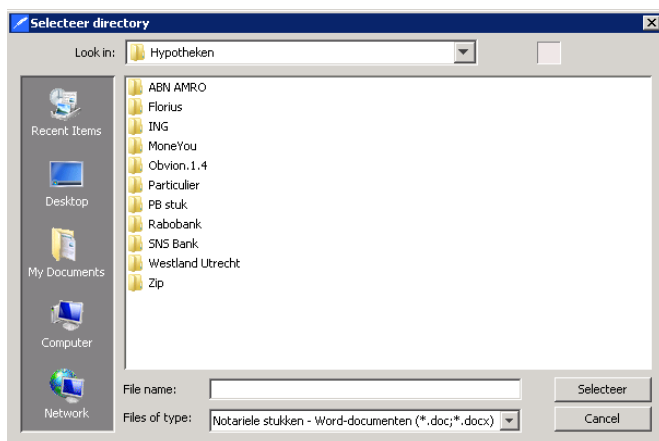 Selecteer directory
Look in: Hypotheken
Recent Items
Desktop
My Documents
Computer
Network
ABN AMRO
Florius
ING
MoneYou
Obvion.1.4
Particulier
PB stuk
Rabobank
SNS Bank
Westland Utrecht
Zip
File name: Selecteer
Files of type: Notariele stukken - Word-documenten (*.doc;*.docx) Cancel